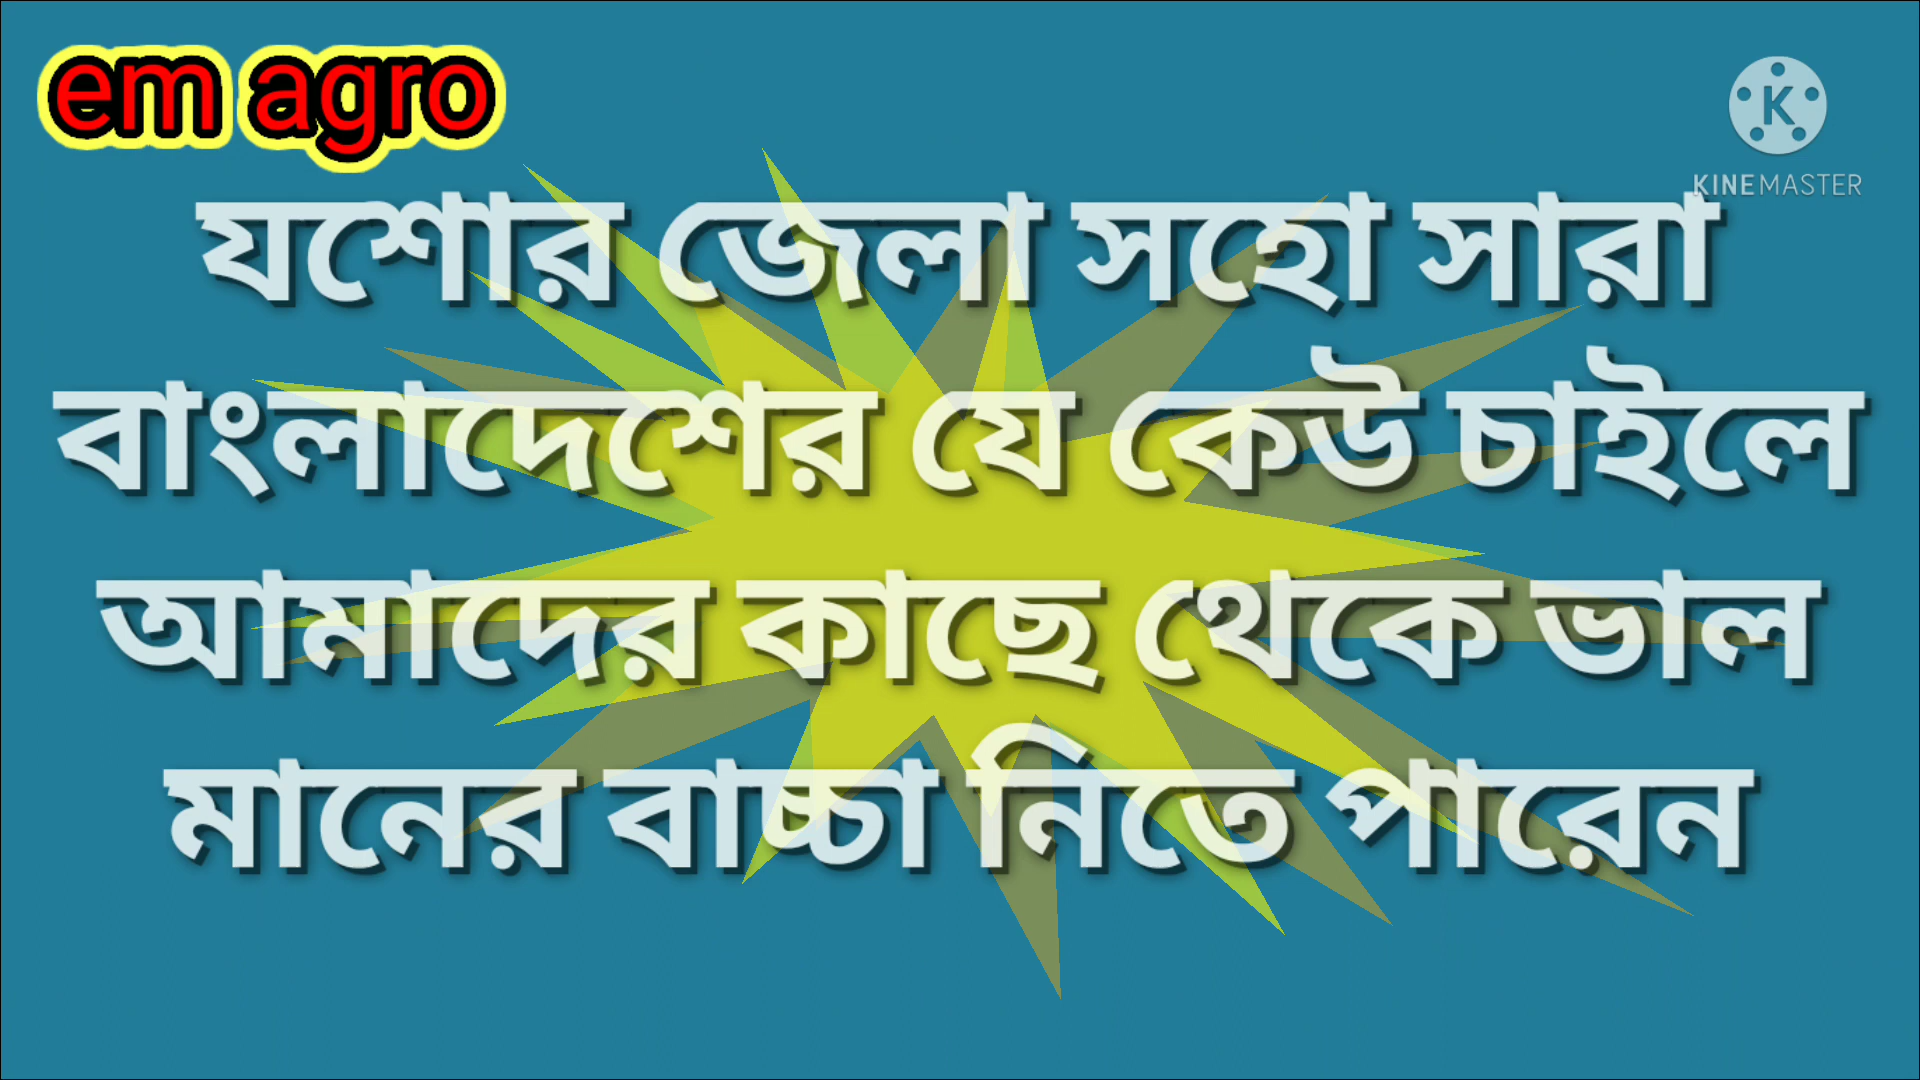 em agro
K
KINEMASTER
যশোর জেলা সহো সারা
বাংলাদেশের যে কেউ চাইলে
আমাদের কাছে থেকে ভাল
মানের বাচ্চা নিতে পারেন